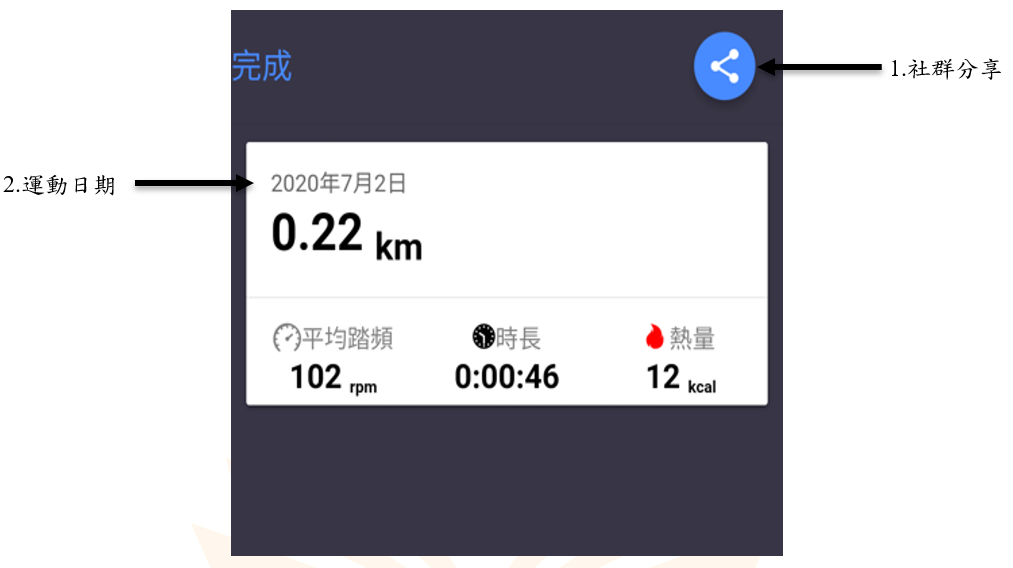 完成
1.社群分享
2.運動日期
2020年7月2日
0.22 km
平均踏頻 時長 熱量
102 rpm 0:00:46 12 kcal